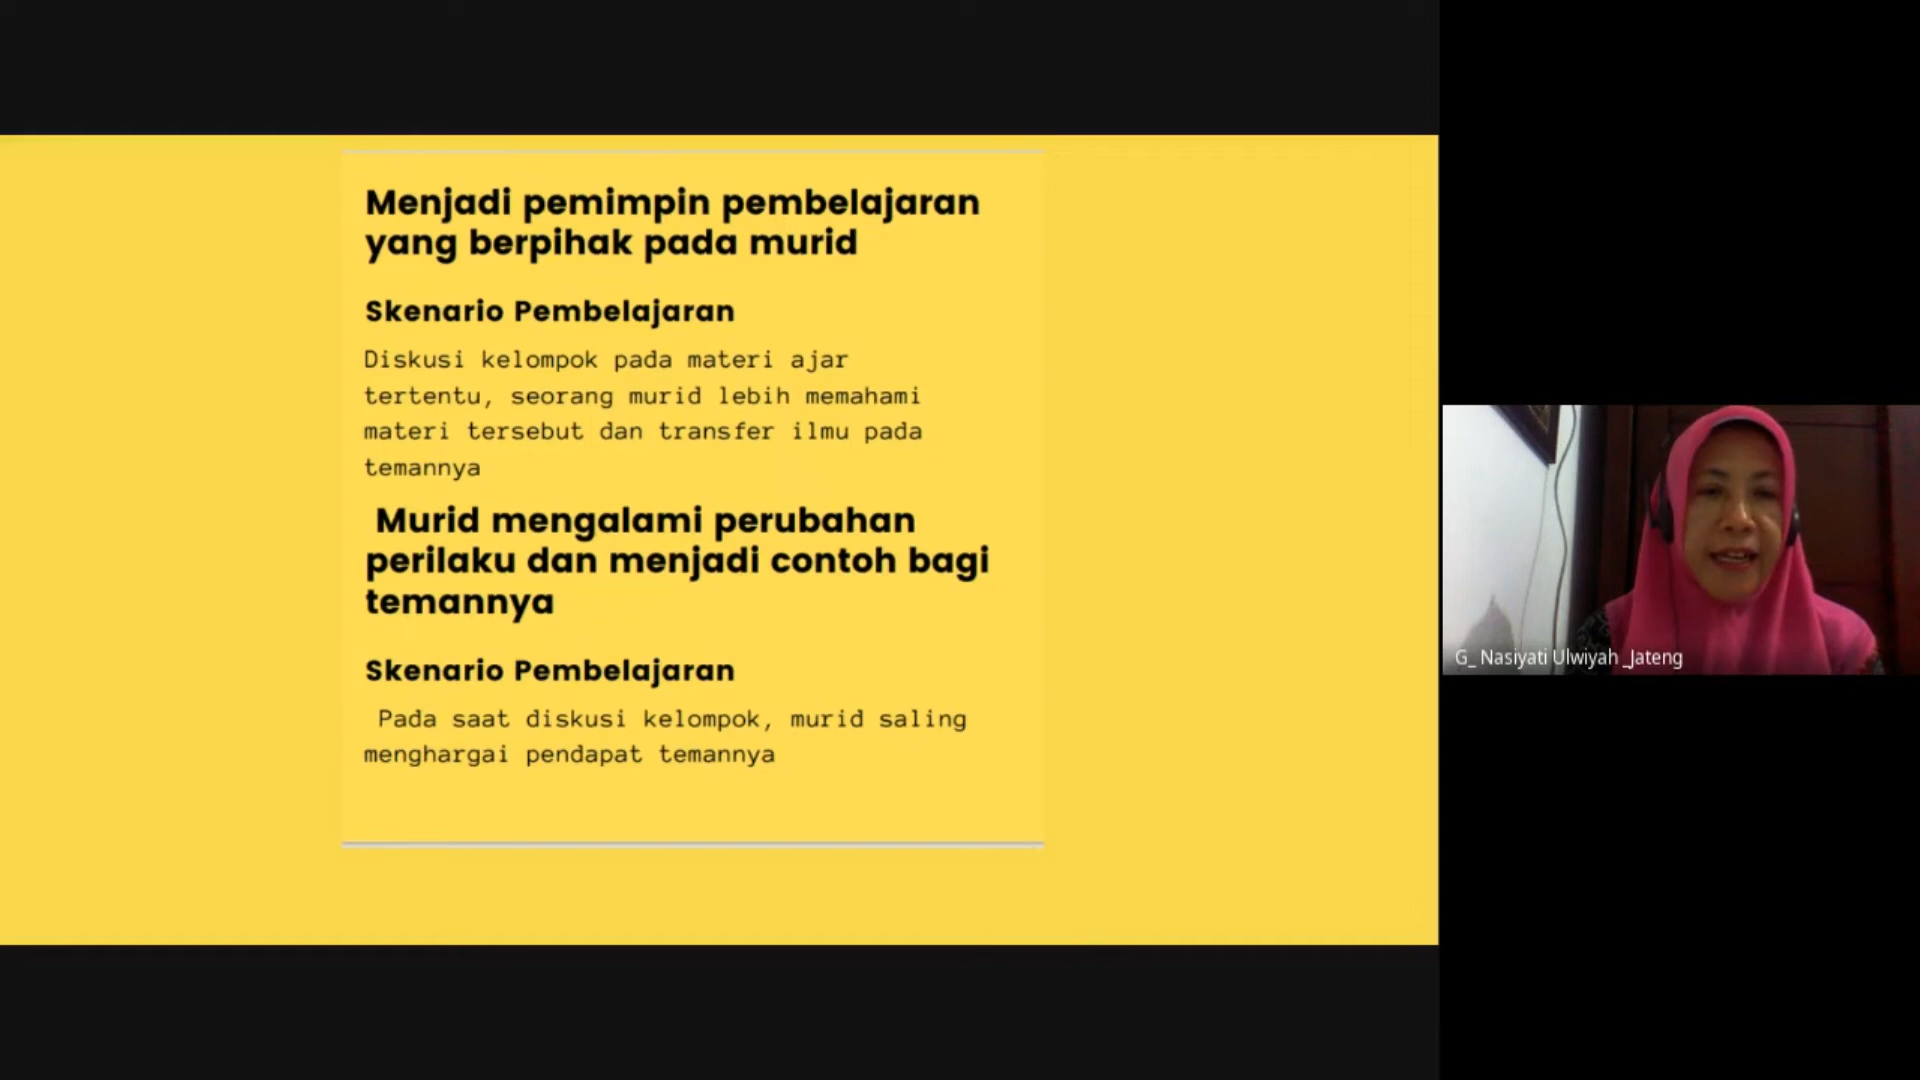 Menjadi pemimpin pembelajaran
yang berpihak pada murid
Skenario Pembelajaran
Diskusi kelompok pada materi ajar
tertentu, seorang murid lebih memahami
materi tersebut dan transfer ilmu pada
temannya
Murid mengalami perubahan
perilaku dan menjadi contoh bagi
temannya
Skenario Pembelajaran
Pada saat diskusi kelompok, murid saling
menghargai pendapat temannya
G_ Nasiyati Ulwiyah _Jateng